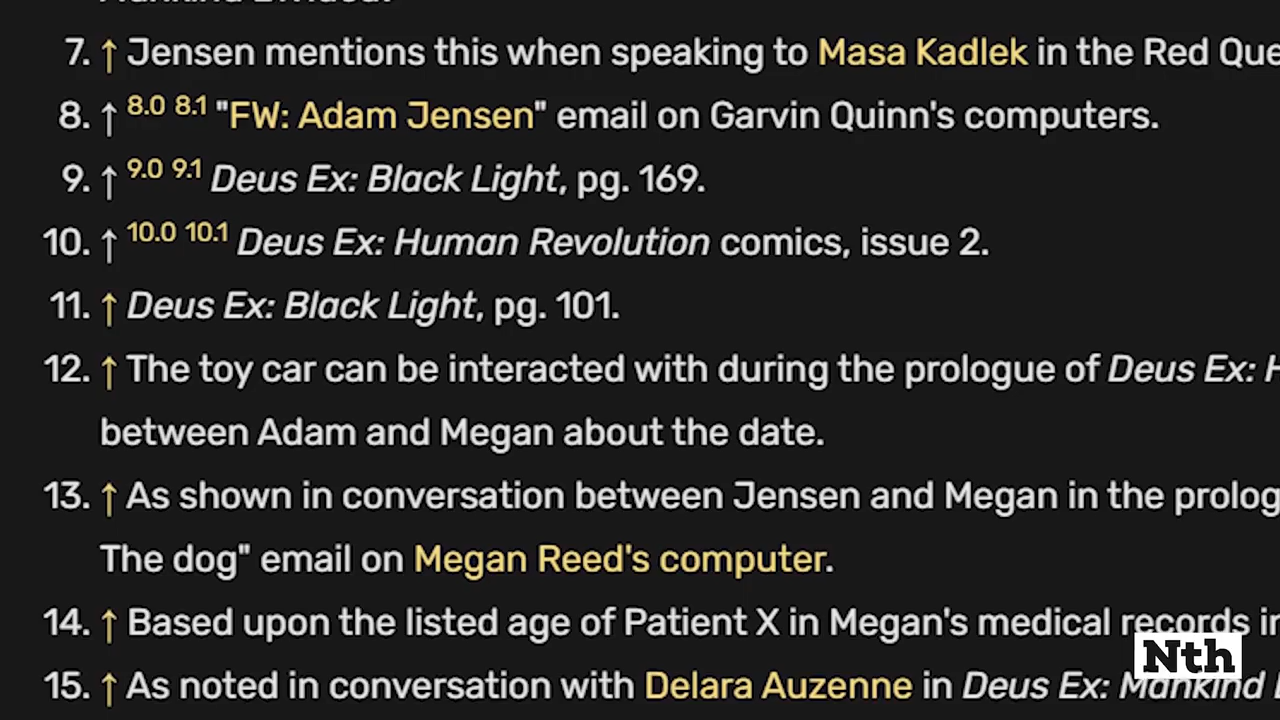 7. ↑ Jensen mentions this when speaking to Masa Kadlek in the Red Que
8. ↑ 8.0 8.1 "FW: Adam Jensen" email on Garvin Quinn's computers.
9. ↑ 9.0 9.1 Deus Ex: Black Light, pg. 169.
10. ↑ 10.0 10.1 Deus Ex: Human Revolution comics, issue 2.
11. ↑ Deus Ex: Black Light, pg. 101.
12. ↑ The toy car can be interacted with during the prologue of Deus Ex: H
between Adam and Megan about the date.
13. ↑ As shown in conversation between Jensen and Megan in the prolog
The dog" email on Megan Reed's computer.
14. ↑ Based upon the listed age of Patient X in Megan's medical records in
Nth
15. ↑ As noted in conversation with Delara Auzenne in Deus Ex: Mankind